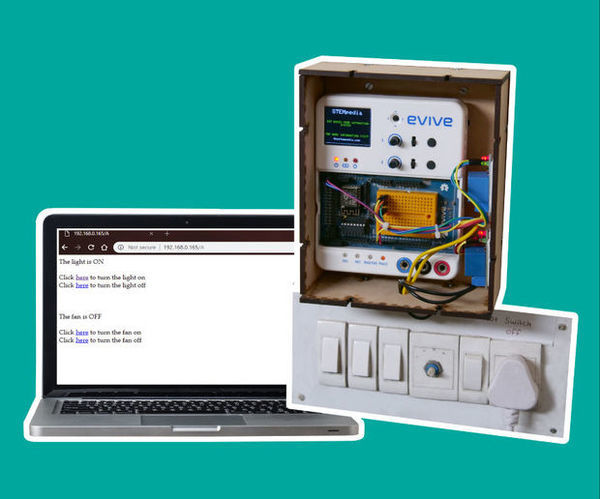 192.168.0.165/A
Not secure | 192.168.0.165/A
The light is ON
Click here to turn the light on
Click here to turn the light off
The fan is OFF
Click here to turn the fan on
Click here to turn the fan off
STEMpedia
evive
Switch
Off